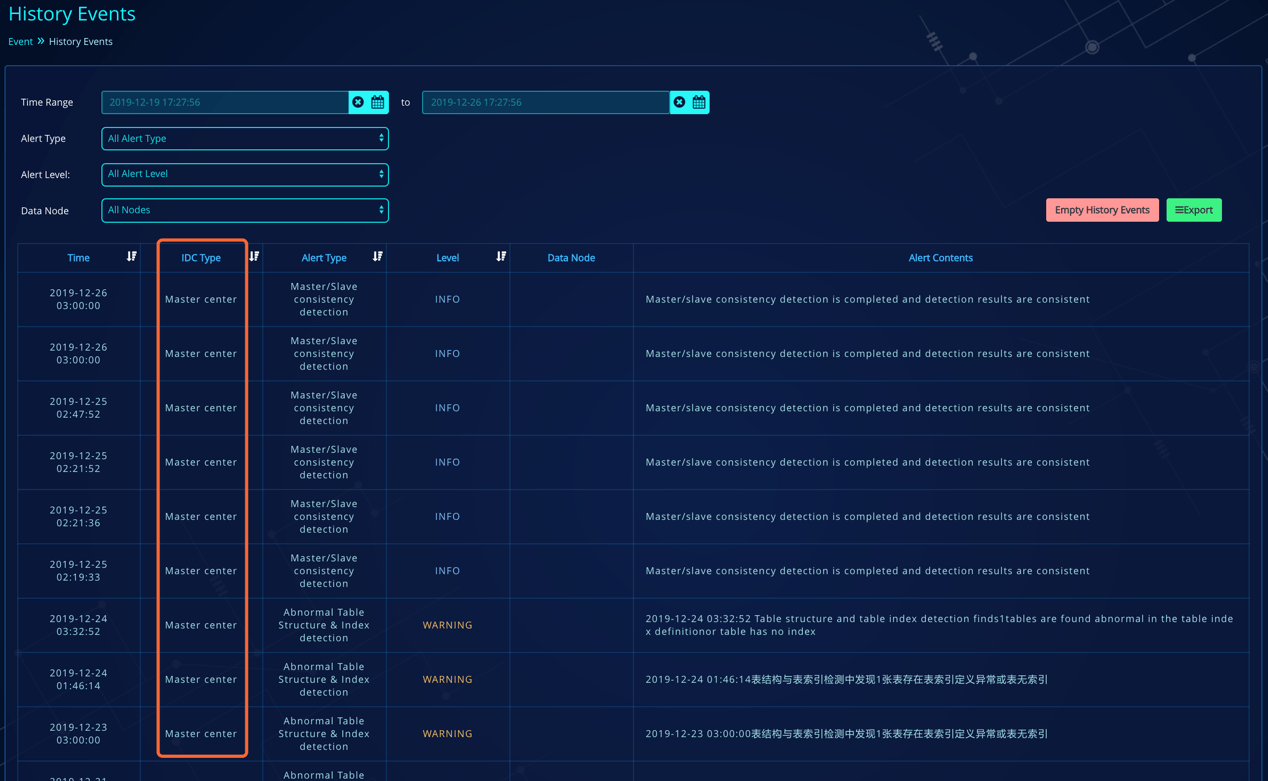 History Events
Event » History Events
Time Range 2019-12-19 17:27:56 to 2019-12-26 17:27:56
Alert Type All Alert Type
Alert Level: All Alert Level
Data Node All Nodes Empty History Events Export
Time IDC Type Alert Type Level Data Node Alert Contents
2019-12-26
03:00:00
Master center
Master/Slave
consistency
detection
INFO
Master/slave consistency detection is completed and detection results are consistent
2019-12-26
03:00:00
Master center
Master/Slave
consistency
detection
INFO
Master/slave consistency detection is completed and detection results are consistent
2019-12-25
02:47:52
Master center
Master/Slave
consistency
detection
INFO
Master/slave consistency detection is completed and detection results are consistent
2019-12-25
02:21:52
Master center
Master/Slave
consistency
detection
INFO
Master/slave consistency detection is completed and detection results are consistent
2019-12-25
02:21:36
Master center
Master/Slave
consistency
detection
INFO
Master/slave consistency detection is completed and detection results are consistent
2019-12-25
02:19:33
Master center
Master/Slave
consistency
detection
INFO
Master/slave consistency detection is completed and detection results are consistent
2019-12-24
03:32:52
Master center
Abnormal Table
Structure & Index
detection
WARNING
2019-12-24 03:32:52 Table structure and table index detection finds1tables are found abnormal in the table inde
x definitionor table has no index
2019-12-24
01:46:14
Master center
Abnormal Table
Structure & Index
detection
WARNING
2019-12-24 01:46:14表结构与表索引检测中发现1张表存在表索引定义异常或表无索引
2019-12-23
03:00:00
Master center
Abnormal Table
Structure & Index
detection
WARNING
2019-12-23 03:00:00表结构与表索引检测中发现1张表存在表索引定义异常或表无索引
Abnormal Table